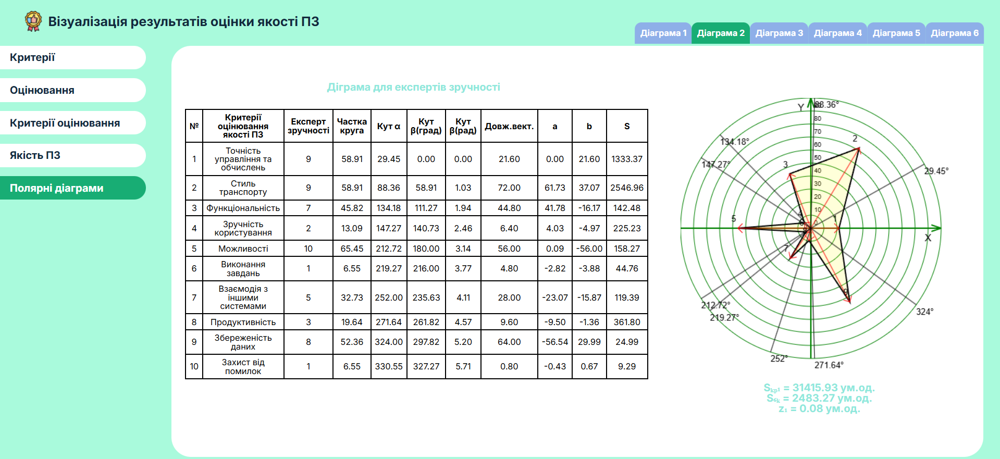 Візуалізація результатів оцінки якості ПЗ
Діаграма 1 Діаграма 2 Діаграма 3 Діаграма 4 Діаграма 5 Діаграма 6
Критерії
Оцінювання
Критерії оцінювання
Якість ПЗ
Полярні діаграми
Діграма для експертів зручності
№ Критерії оцінювання якості ПЗ Експерт зручності Частка круга Кут α Кут β(град) Кут β(рад) Довж.вект. a b S
1 Точність управління та обчислень 9 58.91 29.45 0.00 0.00 21.60 0.00 21.60 1333.37
2 Стиль транспорту 9 58.91 88.36 58.91 1.03 72.00 61.73 37.07 2546.96
3 Функціональність 7 45.82 134.18 111.27 1.94 44.80 41.78 -16.17 142.48
4 Зручність користування 2 13.09 147.27 140.73 2.46 6.40 4.03 -4.97 225.23
5 Можливості 10 65.45 212.72 180.00 3.14 56.00 0.09 -56.00 158.27
6 Виконання завдань 1 6.55 219.27 216.00 3.77 4.80 -2.82 -3.88 44.76
7 Взаємодія з іншими системами 5 32.73 252.00 235.63 4.11 28.00 -23.07 -15.87 119.39
8 Продуктивність 3 19.64 271.64 261.82 4.57 9.60 -9.50 -1.36 361.80
9 Збереженість даних 8 52.36 324.00 297.82 5.20 64.00 -56.54 29.99 24.99
10 Захист від помилок 1 6.55 330.55 327.27 5.71 0.80 -0.43 0.67 9.29
Y 88.36°
80
70
134.18° 2
60
50
147.27° 3
40
29.45°
30
20
10
4
5 1
0
X
7
9
212.72°
324°
219.27°
252°
271.64°
Sкр1 = 31415.93 ум.од.
Sбк = 2483.27 ум.од.
z₁ = 0.08 ум.од.